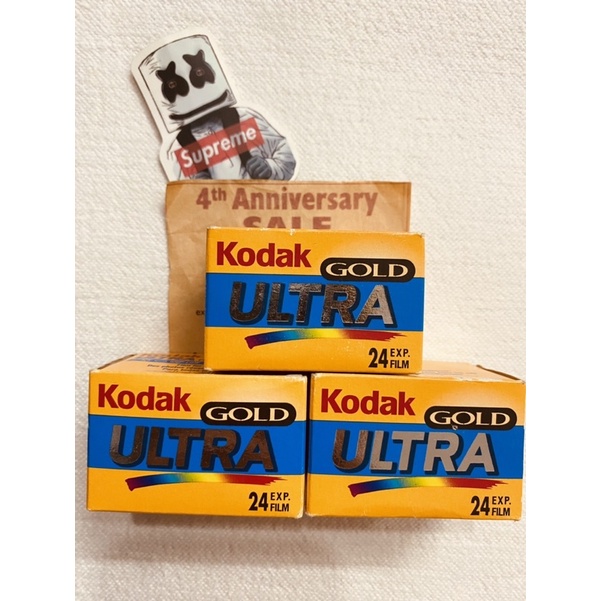 Supreme
4th Anniversary
SALE
Kodak
GOLD
ULTRA
24 EXP.
FILM
Kodak
GOLD
ULTRA
24 EXP.
FILM
Kodak
GOLD
ULTRA
24 EXP.
FILM